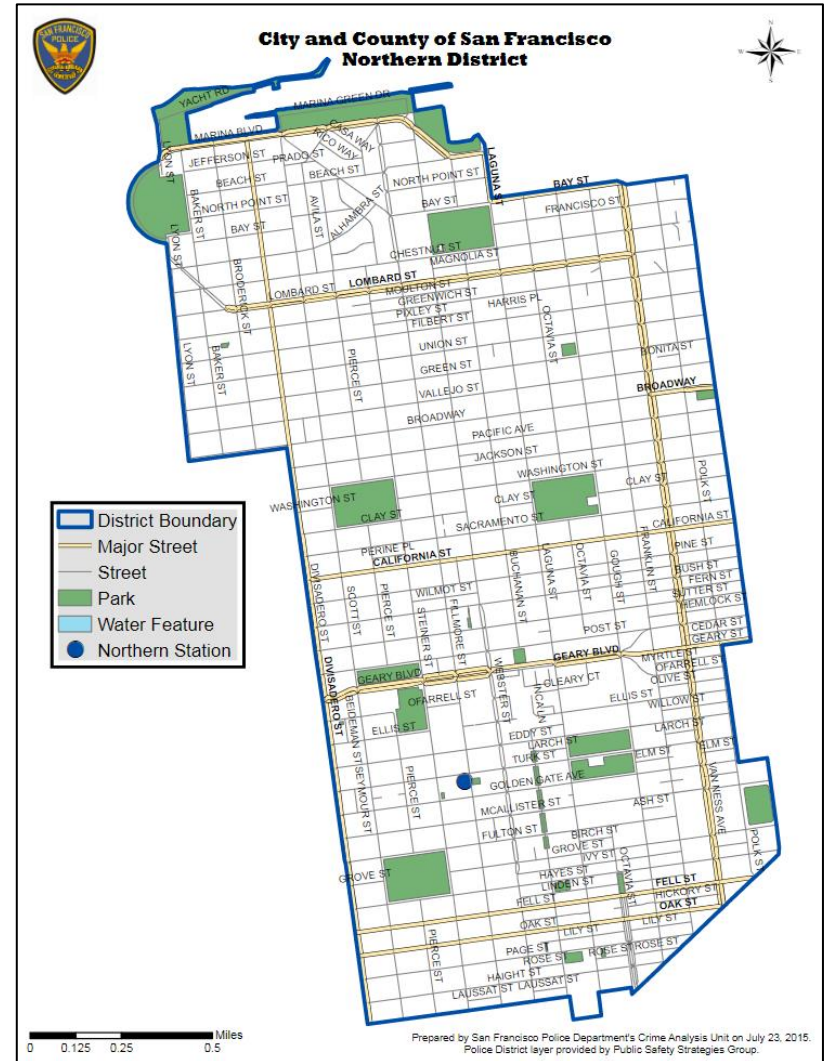 City and County of San Francisco
Northern District
SAN FRANCISCO
POLICE
W
E
S
YACHT RD
MARINA GREEN DR
MARINA BLVD
CASA WAY
RICO WAY
LYON ST
JEFFERSON ST
PRADO ST
BEACH ST
BEACH ST
NORTH POINT ST
LAGUNA ST
BAY ST
BAKER ST
NORTH POINT ST
AVILA ST
ALHAMBRA ST
BAY ST
FRANCISCO ST
BAY ST
LYON ST
CHESTNUT ST
MAGNOLIA ST
BRODERICK ST
LOMBARD ST
LOMBARD ST
MOULTON ST
GREENWICH ST
HARRIS PL
PIXLEY ST
FILBERT ST
OCTAVIA ST
LYON ST
BAKER ST
PIERCE ST
UNION ST
BONITA ST
GREEN ST
VALLEJO ST
BROADWAY
BROADWAY
PACIFIC AVE
JACKSON ST
WASHINGTON ST
CLAY ST
POLK ST
WASHINGTON ST
CLAY ST
CLAY ST
SACRAMENTO ST
CALIFORNIA ST
PERINE PL
CALIFORNIA ST
FRANKLIN ST
PINE ST
DIVISADERO ST
SCOTT ST
PIERCE ST
STEINER ST
WILMOT ST
FILLMORE ST
BUCHANAN ST
LAGUNA ST
OCTAVIA ST
GOUGH ST
BUSH ST
FERN ST
SUTTER ST
HEMLOCK ST
POST ST
CEDAR ST
GEARY ST
DIVISADERO ST
GEARY BLVD
GEARY BLVD
MYRTLE ST
OFARRELL ST
OLIVE ST
WEBSTER ST
CLEARY CT
BEIDEMAN ST
OFARRELL ST
INCA LN
ELLIS ST
WILLOW ST
ELLIS ST
EDDY ST
LARCH ST
LARCH ST
TURK ST
ELM ST
ELM ST
SEYMOUR ST
PIERCE ST
GOLDEN GATE AVE
VAN NESS AVE
MCALLISTER ST
ASH ST
FULTON ST
BIRCH ST
GROVE ST
IVY ST
POLK ST
GROVE ST
HAYES ST
LINDEN ST
OCTAVIA ST
FELL ST
FELL ST
HICKORY ST
OAK ST
OAK ST
LILY ST
LILY ST
PIERCE ST
PAGE ST
ROSE ST
ROSE ST
ROSE ST
HAIGHT ST
LAUSSAT ST
LAUSSAT ST
District Boundary
Major Street
Street
Park
Water Feature
Northern Station
Miles
0 0.125 0.25 0.5
Prepared by San Francisco Police Department's Crime Analysis Unit on July 23, 2015.
Police District layer provided by Public Safety Strategies Group.